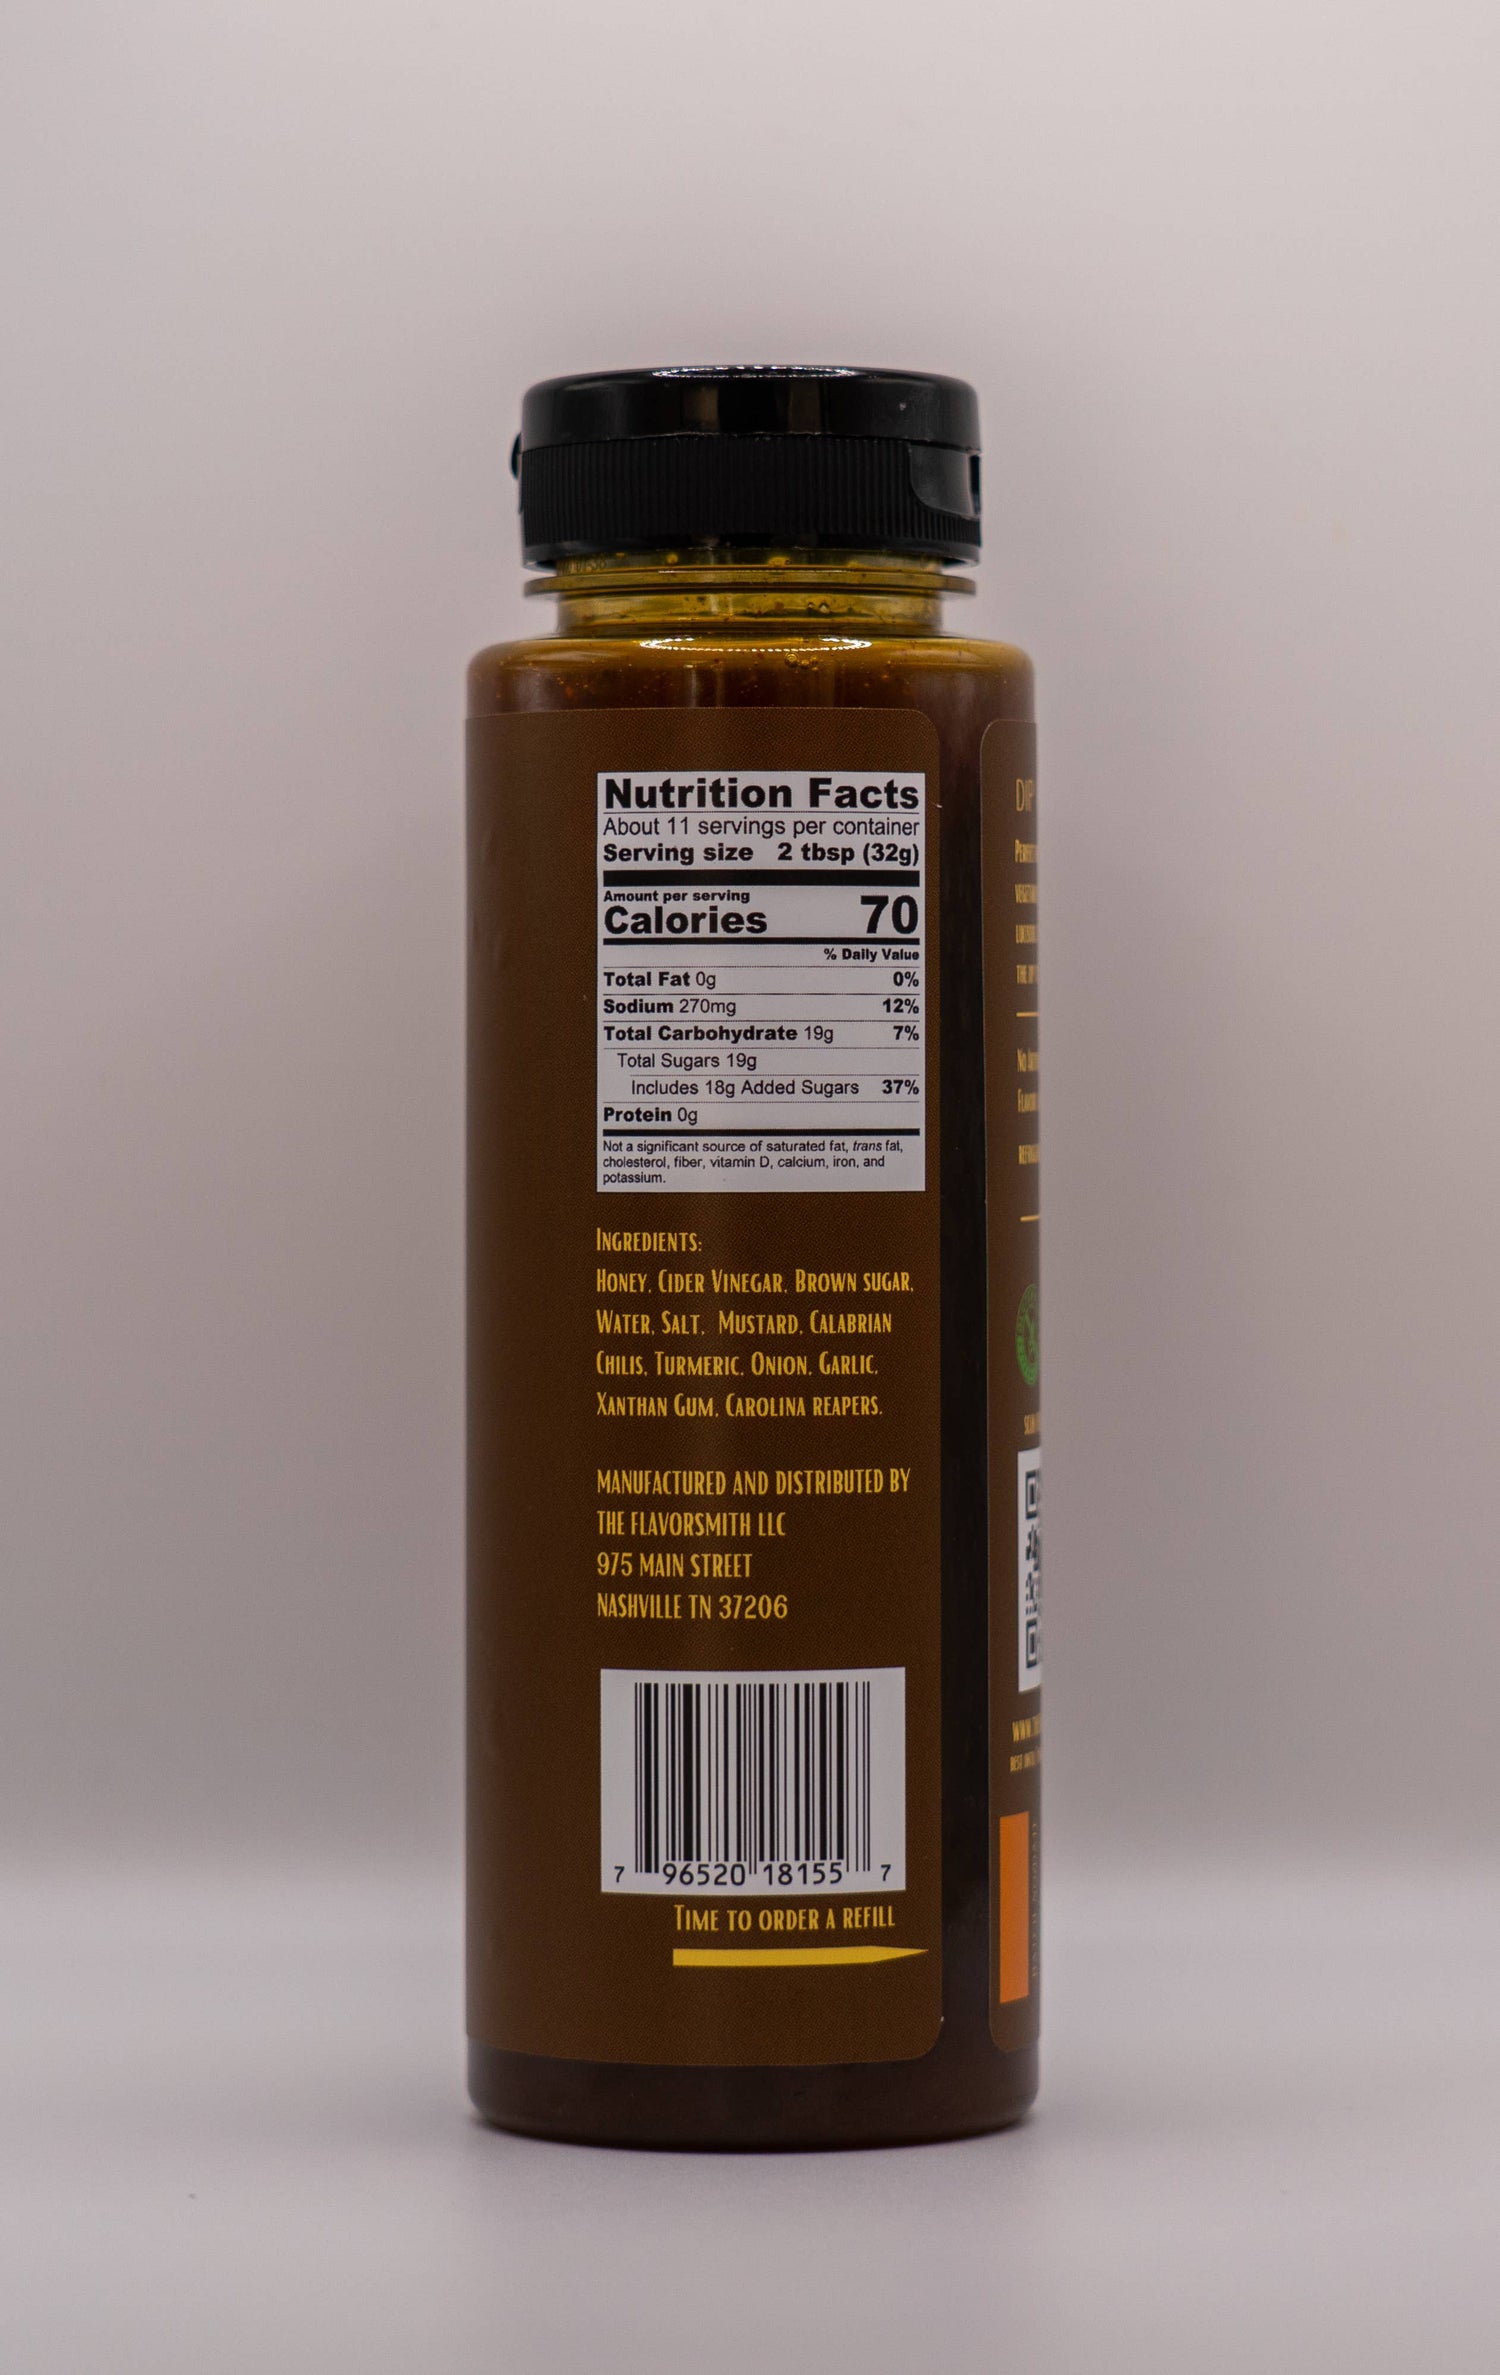 Nutrition Facts
About 11 servings per container
Serving size 2 tbsp (32g)
Amount per serving
Calories 70
% Daily Value
Total Fat 0g 0%
Sodium 270mg 12%
Total Carbohydrate 19g 7%
Total Sugars 19g
Includes 18g Added Sugars 37%
Protein 0g
Not a significant source of saturated fat, trans fat,
cholesterol, fiber, vitamin D, calcium, iron, and
potassium.
Ingredients:
Honey, Cider Vinegar, Brown sugar,
Water, Salt, Mustard, Calabrian
Chilis, Turmeric, Onion, Garlic,
Xanthan Gum, Carolina reapers.
MANUFACTURED AND DISTRIBUTED BY
THE FLAVORSMITH LLC
975 MAIN STREET
NASHVILLE TN 37206
7 96520 18155 7
Time to order a refill
DIP
THE
No
WWW.